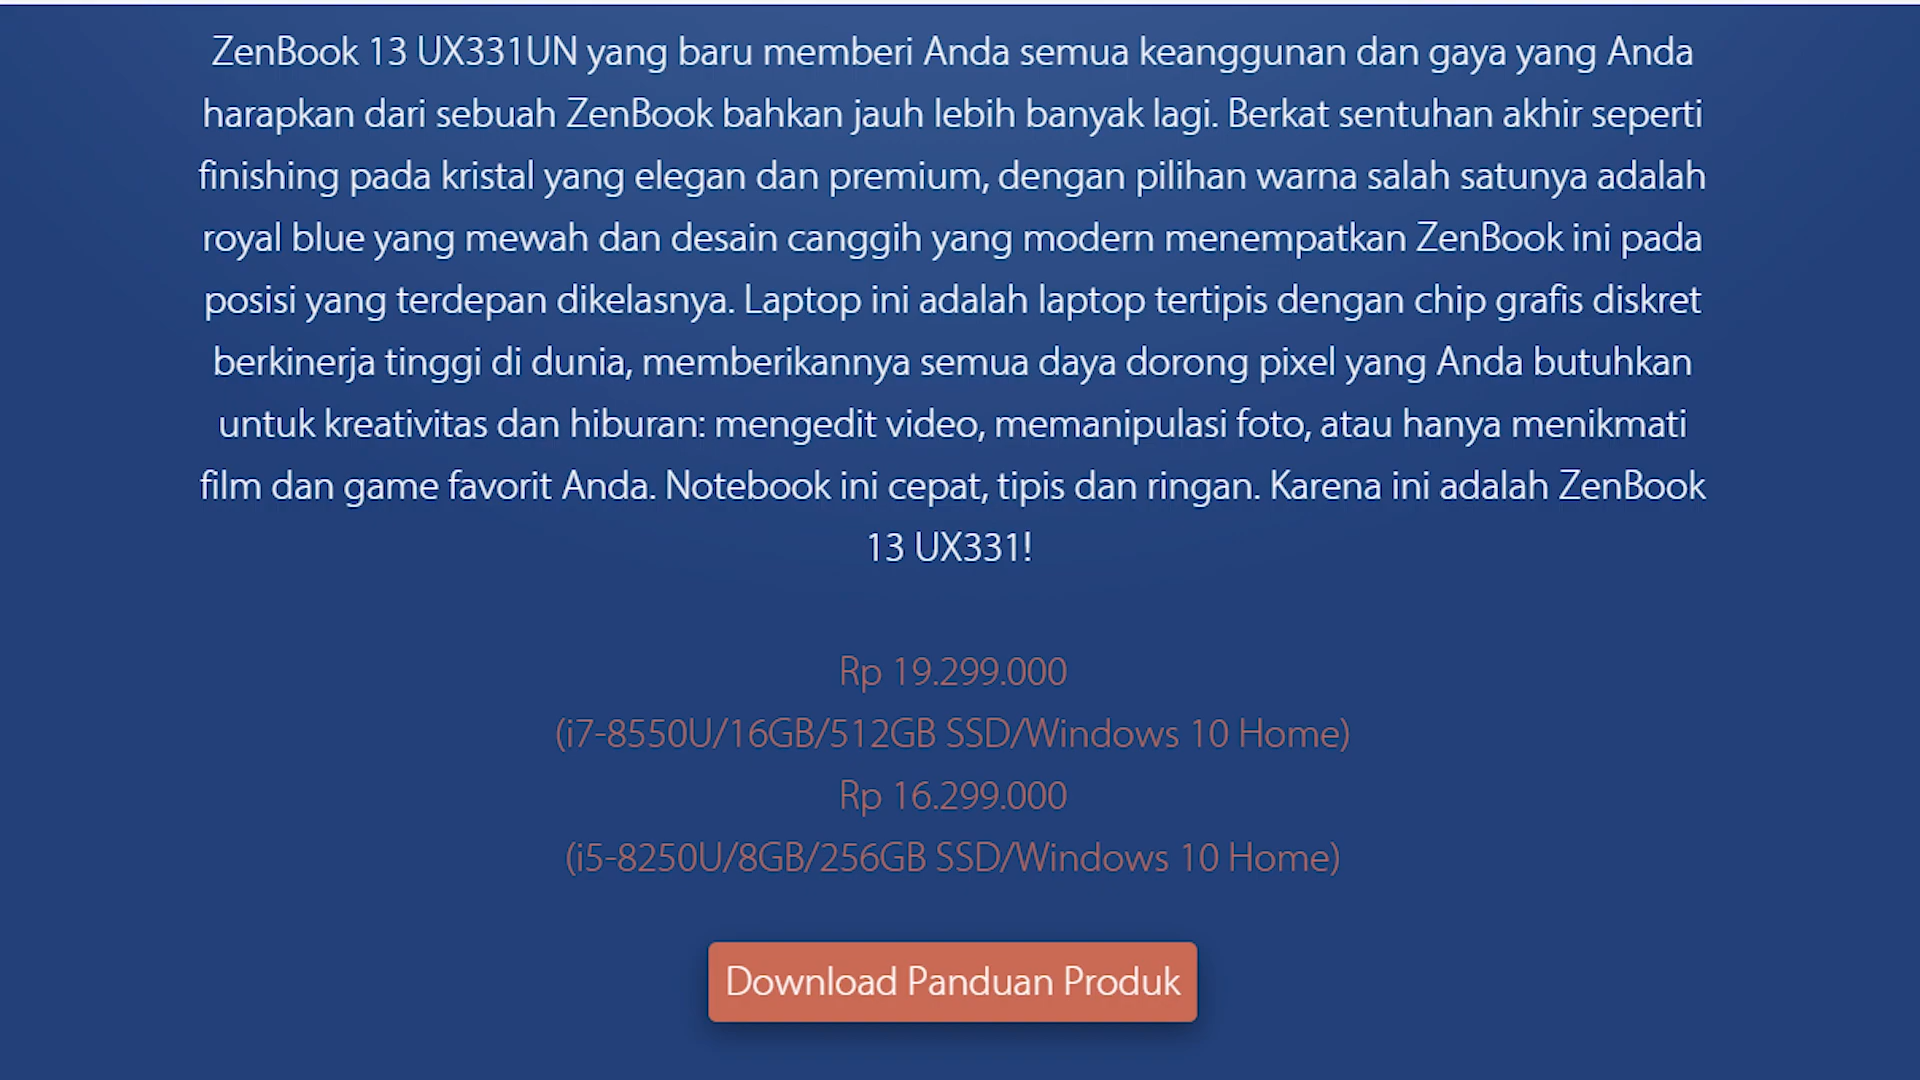 ZenBook 13 UX331UN yang baru memberi Anda semua keanggunan dan gaya yang Anda
harapkan dari sebuah ZenBook bahkan jauh lebih banyak lagi. Berkat sentuhan akhir seperti
finishing pada kristal yang elegan dan premium, dengan pilihan warna salah satunya adalah
royal blue yang mewah dan desain canggih yang modern menempatkan ZenBook ini pada
posisi yang terdepan dikelasnya. Laptop ini adalah laptop tertipis dengan chip grafis diskret
berkinerja tinggi di dunia, memberikannya semua daya dorong pixel yang Anda butuhkan
untuk kreativitas dan hiburan: mengedit video, memanipulasi foto, atau hanya menikmati
film dan game favorit Anda. Notebook ini cepat, tipis dan ringan. Karena ini adalah ZenBook
13 UX331!
Rp 19.299.000
(i7-8550U/16GB/512GB SSD/Windows 10 Home)
Rp 16.299.000
(i5-8250U/8GB/256GB SSD/Windows 10 Home)
Download Panduan Produk